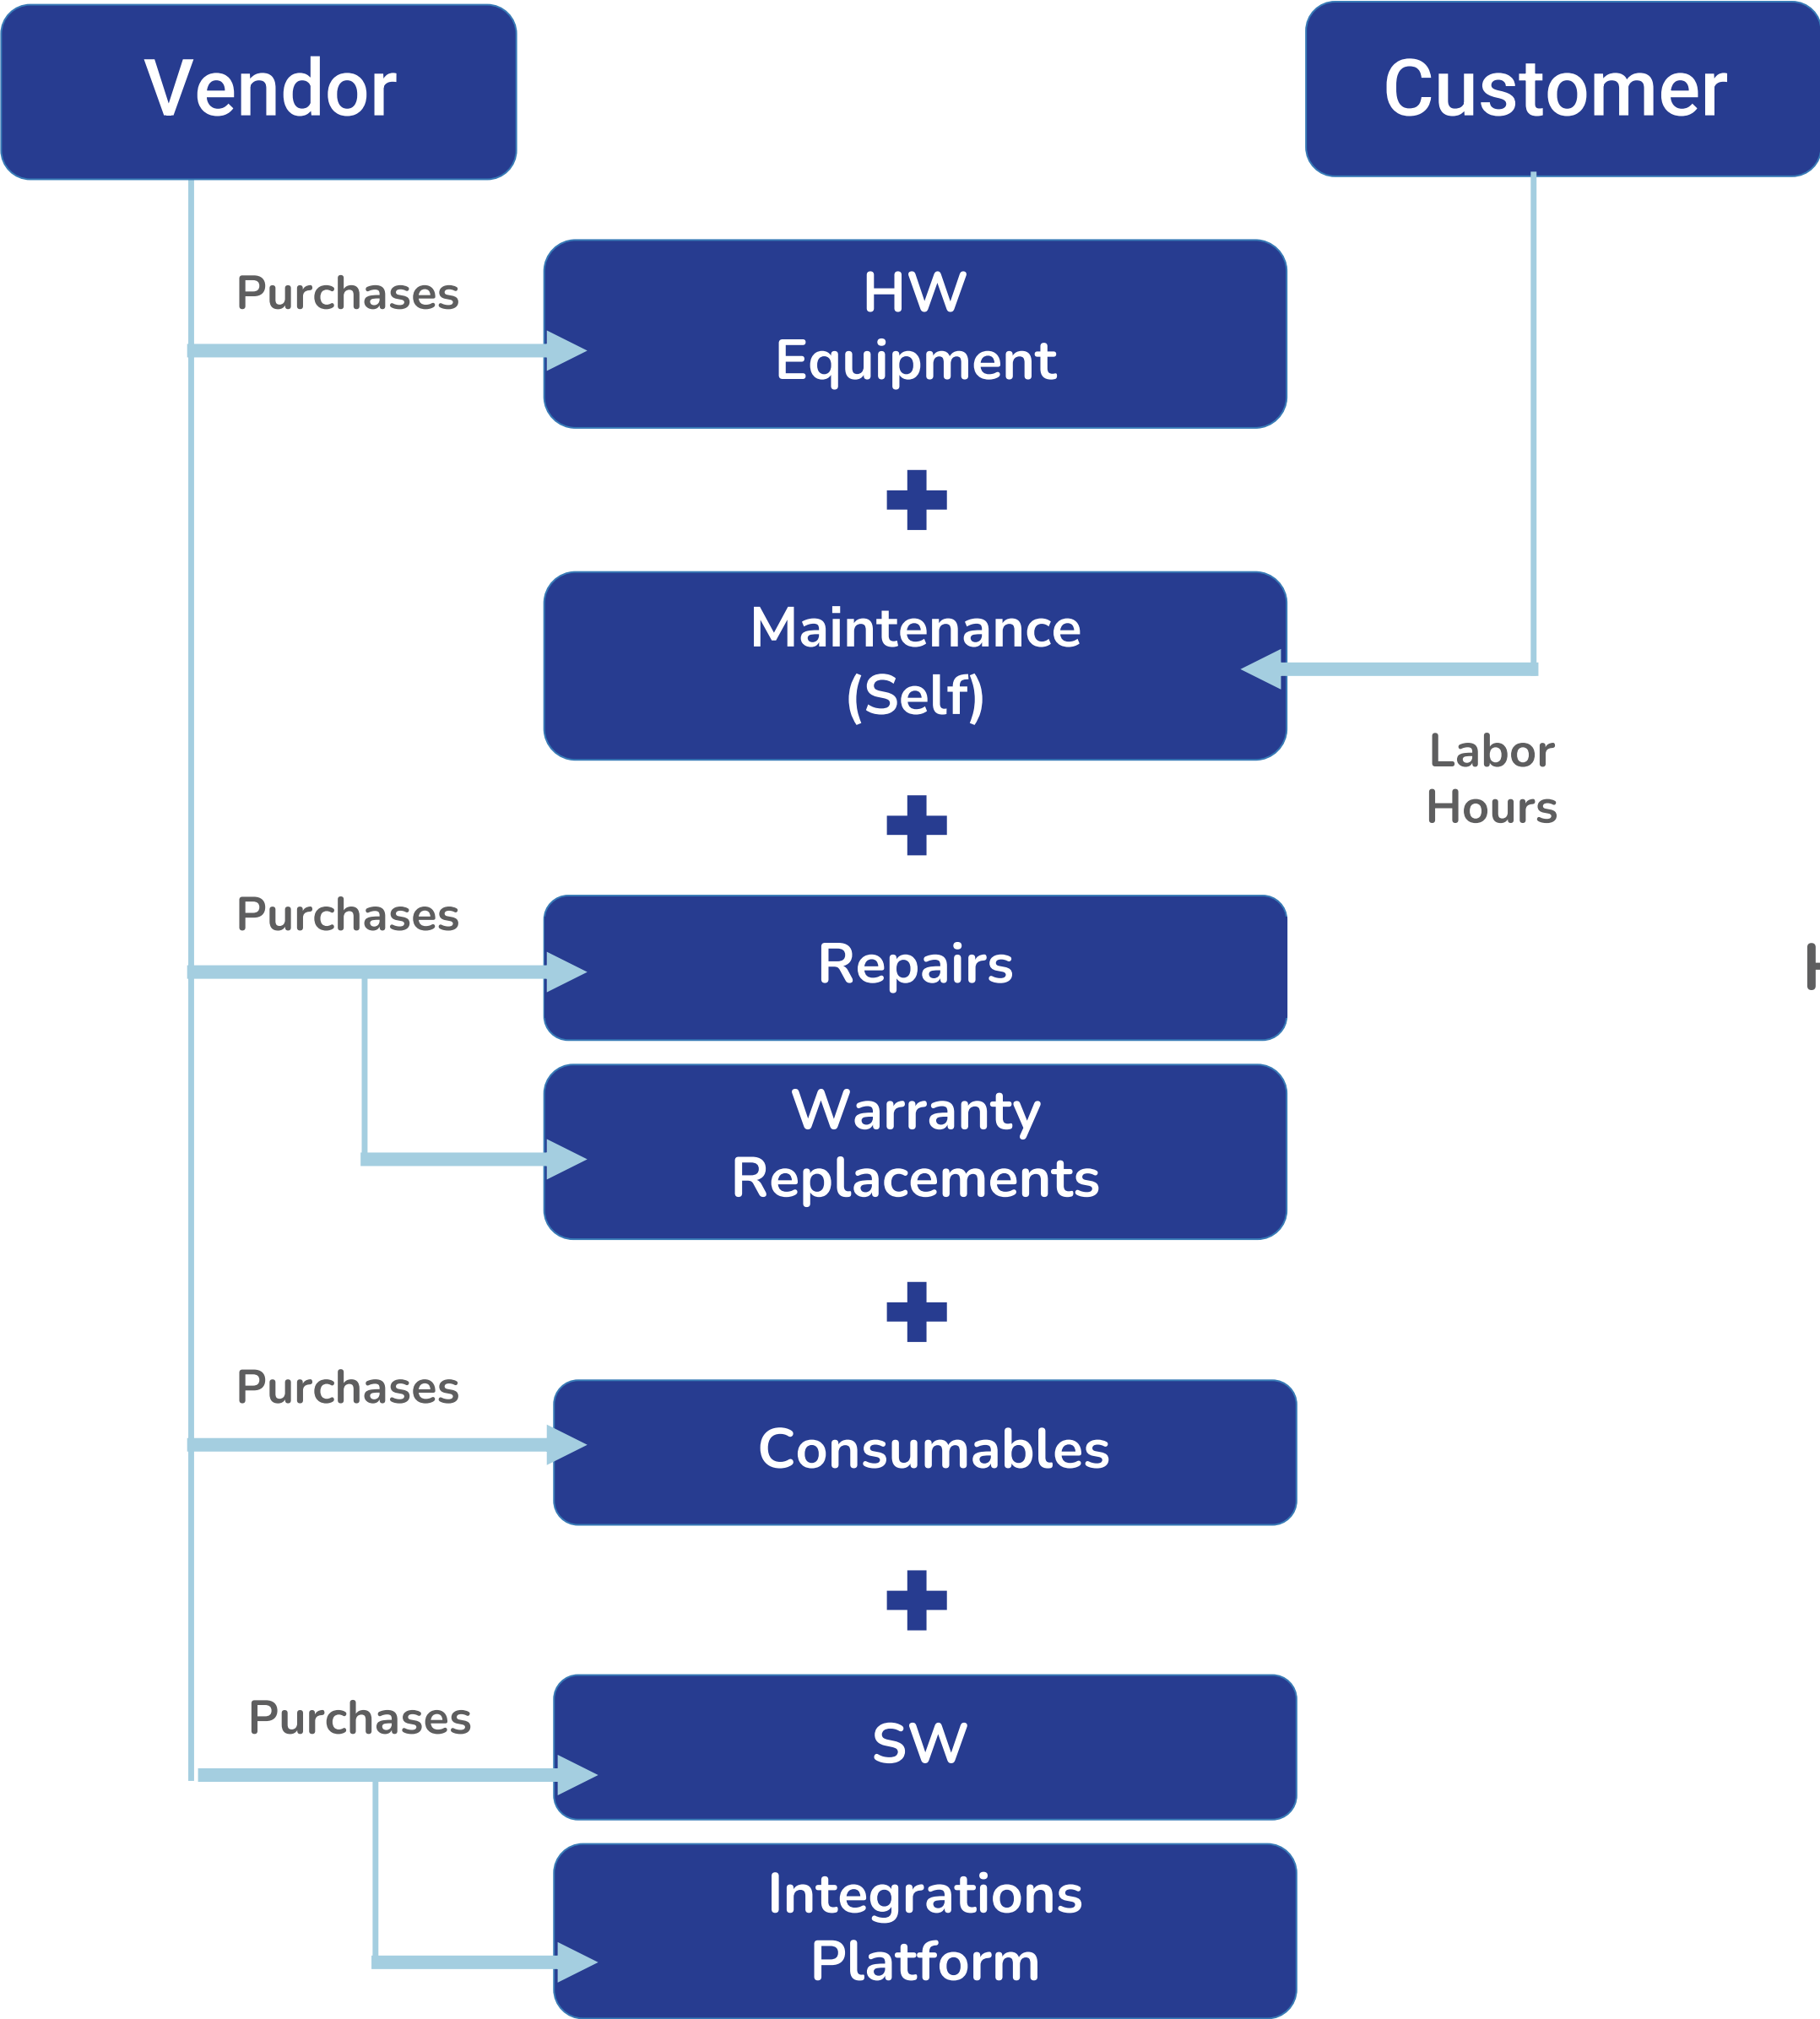 Vendor
Customer
Purchases
HW
Equipment
Maintenance
(Self)
Labor
Hours
Purchases
Repairs
Warranty
Replacements
Purchases
Consumables
Purchases
SW
Integrations
Platform